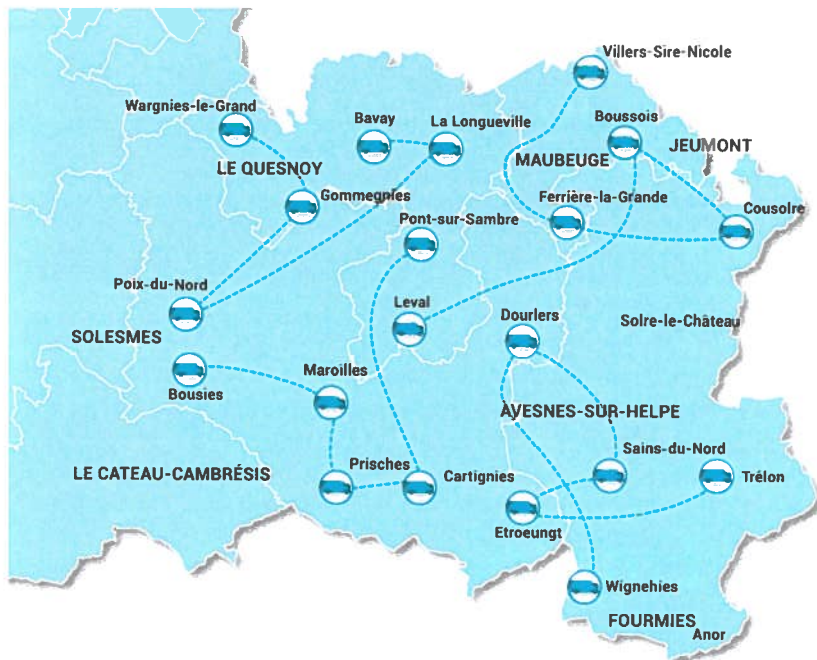 Villers-Sire-Nicole
Wargnies-le-Grand
Bavay
La Longueville
Boussois
JEUMONT
MAUBEUGE
LE QUESNOY
Gommegnies
Ferrière-la-Grande
Cousolre
Pont-sur-Sambre
Poix-du-Nord
Leval
Dourlers
Solre-le-Château
SOLESMES
Maroilles
Bousies
AVESNES-SUR-HELPE
Sains-du-Nord
LE CATEAU-CAMBRÉSIS
Prisches
Cartignies
Trélon
Etroeungt
Wignehies
FOURMIES
Anor